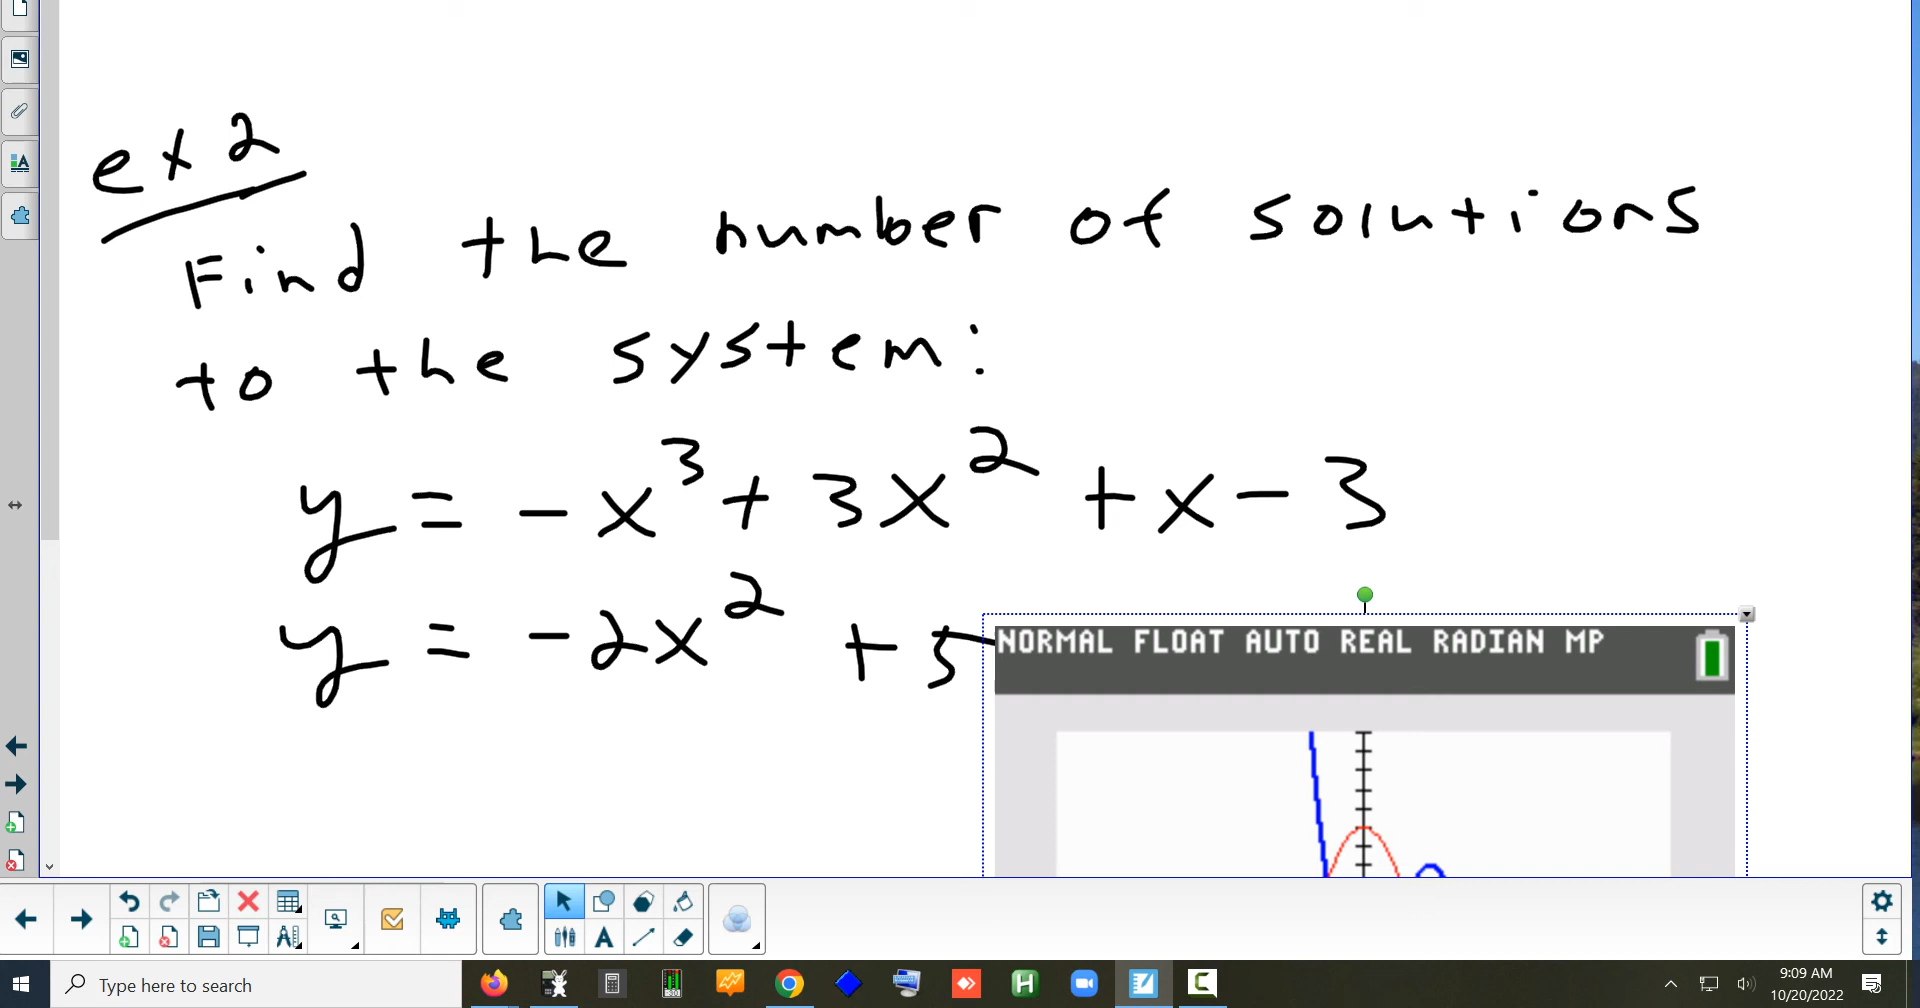 ex 2
Find the number of solutions
to the system:
y = -x³ + 3x² + x - 3
y = -2x² + 5
NORMAL FLOAT AUTO REAL RADIAN MP
Type here to search
9:09 AM
10/20/2022